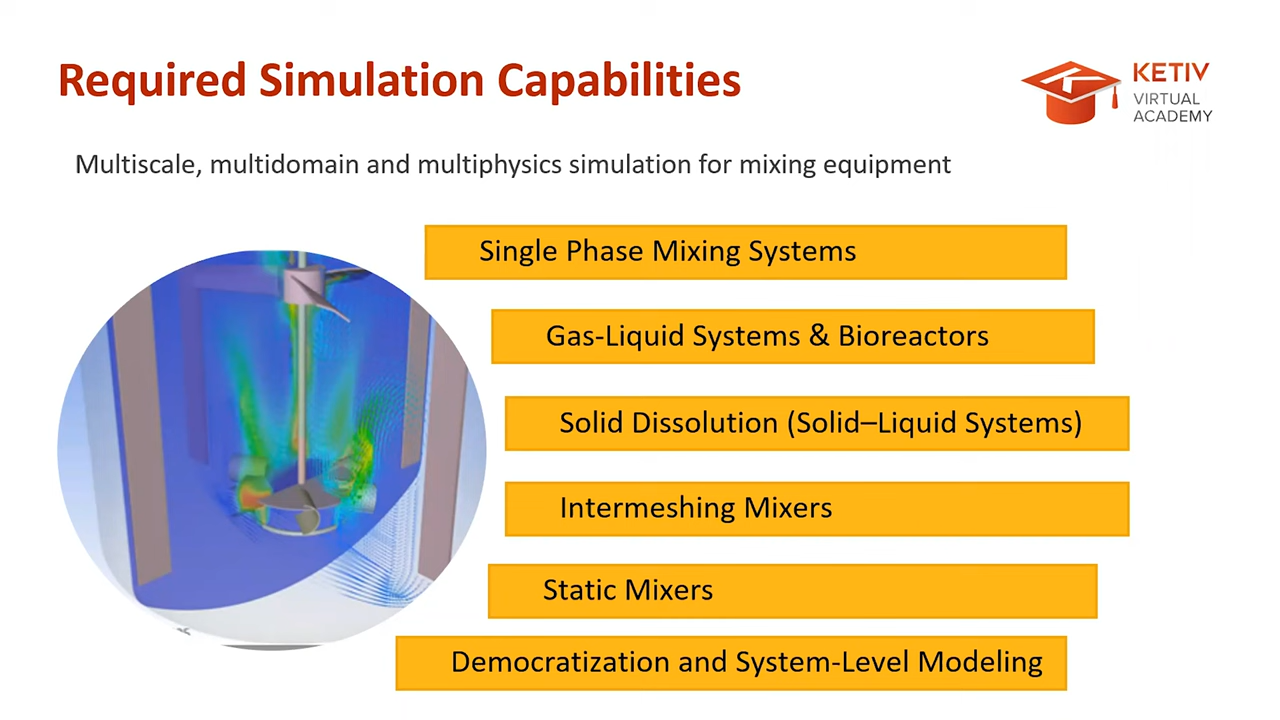 Required Simulation Capabilities
KETIV
VIRTUAL
ACADEMY
Multiscale, multidomain and multiphysics simulation for mixing equipment
Single Phase Mixing Systems
Gas-Liquid Systems & Bioreactors
Solid Dissolution (Solid–Liquid Systems)
Intermeshing Mixers
Static Mixers
Democratization and System-Level Modeling